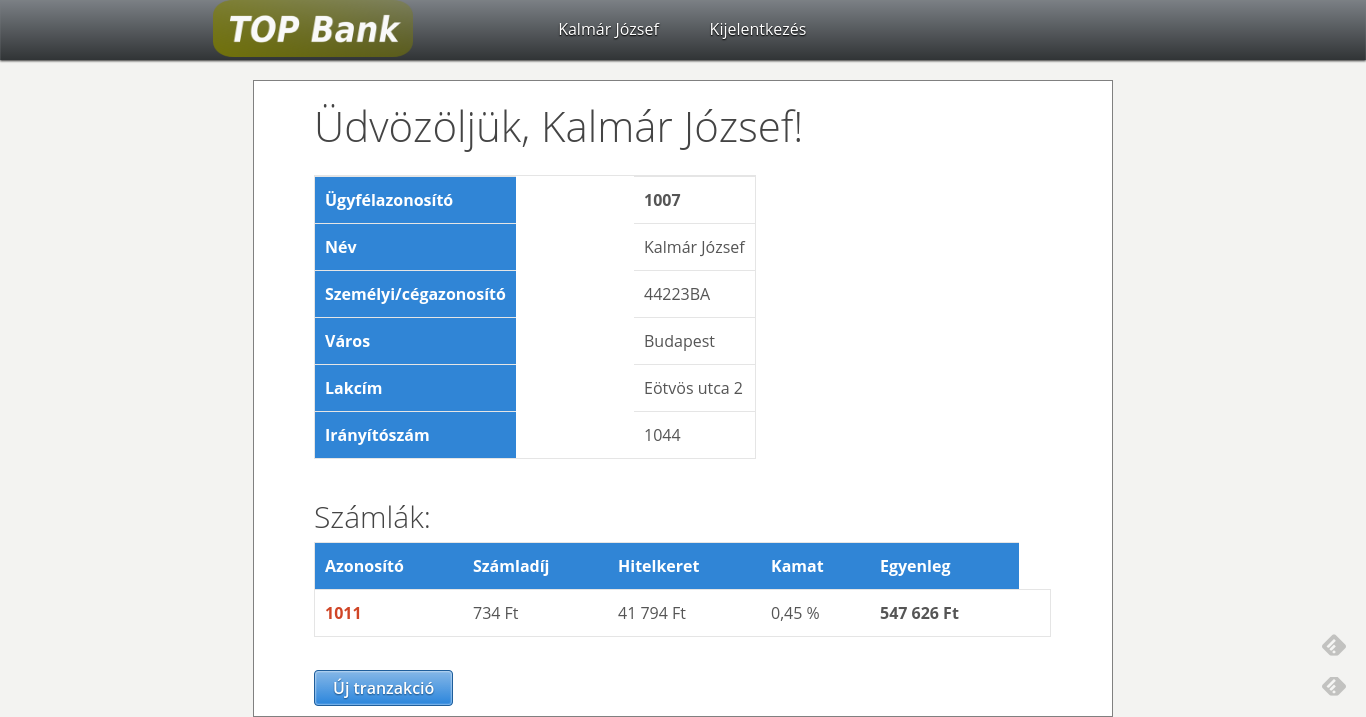 TOP Bank Kalmár József Kijelentkezés
Üdvözöljük, Kalmár József!
Ügyfélazonosító 1007
Név Kalmár József
Személyi/cégazonosító 44223BA
Város Budapest
Lakcím Eötvös utca 2
Irányítószám 1044
Számlák:
Azonosító Számladíj Hitelkeret Kamat Egyenleg
1011 734 Ft 41 794 Ft 0,45 % 547 626 Ft
Új tranzakció